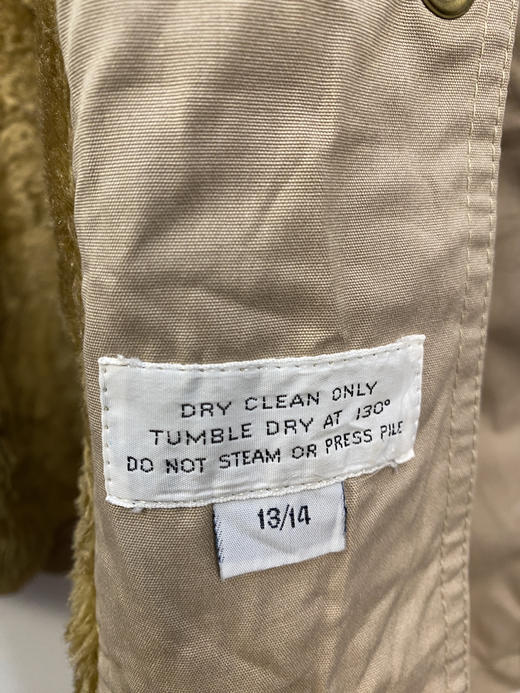 DRY CLEAN ONLY
TUMBLE DRY AT 130°
DO NOT STEAM OR PRESS PILE
13/14